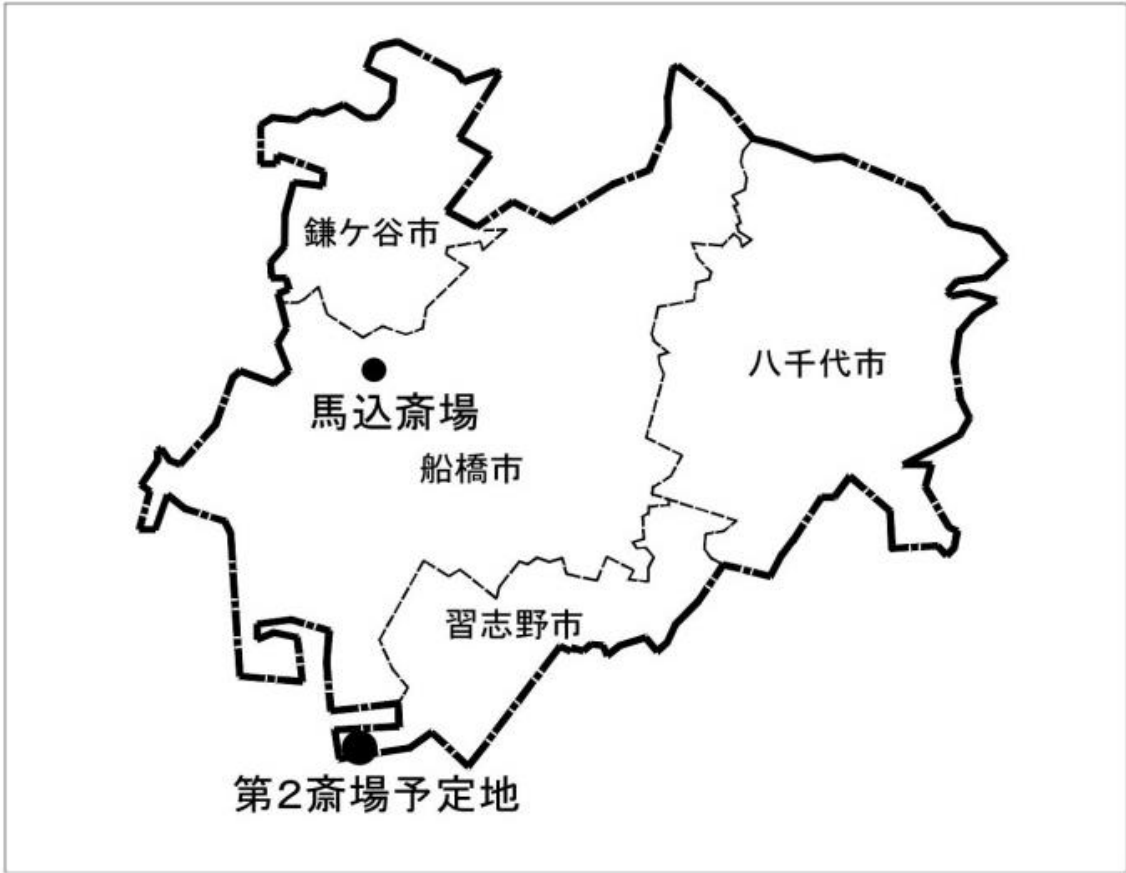 鎌ケ谷市
八千代市
馬込斎場
船橋市
習志野市
第2斎場予定地